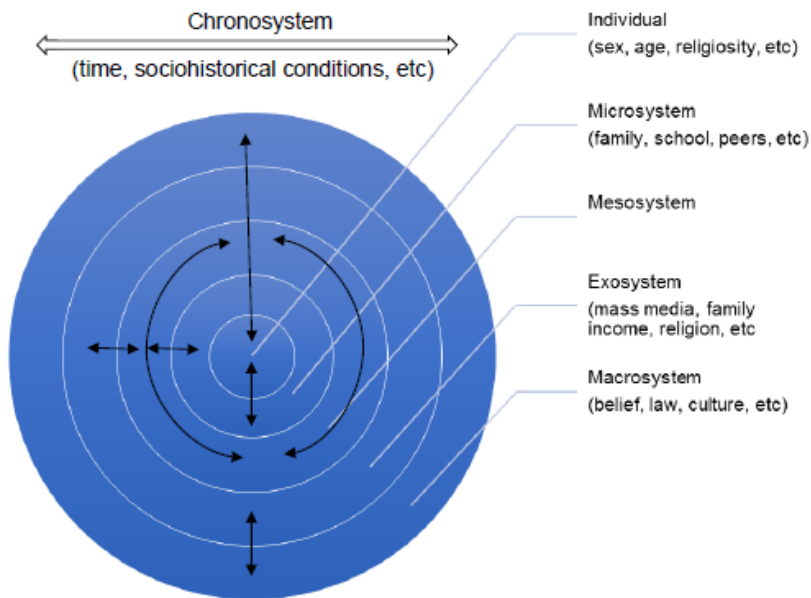 Chronosystem
(time, sociohistorical conditions, etc)
Individual
(sex, age, religiosity, etc)
Microsystem
(family, school, peers, etc)
Mesosystem
Exosystem
(mass media, family
income, religion, etc
Macrosystem
(belief, law, culture, etc)